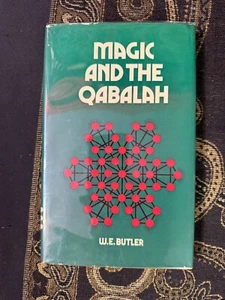 MAGIC
AND THE
QABALAH
W.E. BUTLER